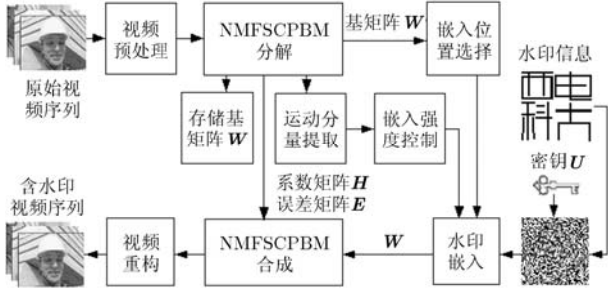 原始视
频序列
视频
预处理
NMFSCPBM
分解
基矩阵 W
嵌入位
置选择
水印信息
西电
科大
存储基
矩阵 W
运动分
量提取
嵌入强
度控制
密钥 U
系数矩阵 H
误差矩阵 E
含水印
视频序列
视频
重构
NMFSCPBM
合成
W
水印
嵌入